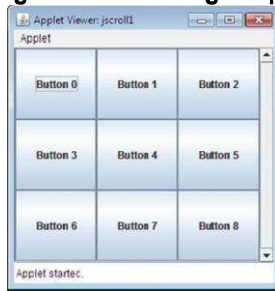 Applet Viewer: jscroll1
Applet
Button 0 Button 1 Button 2
Button 3 Button 4 Button 5
Button 6 Button 7 Button 8
Applet started.